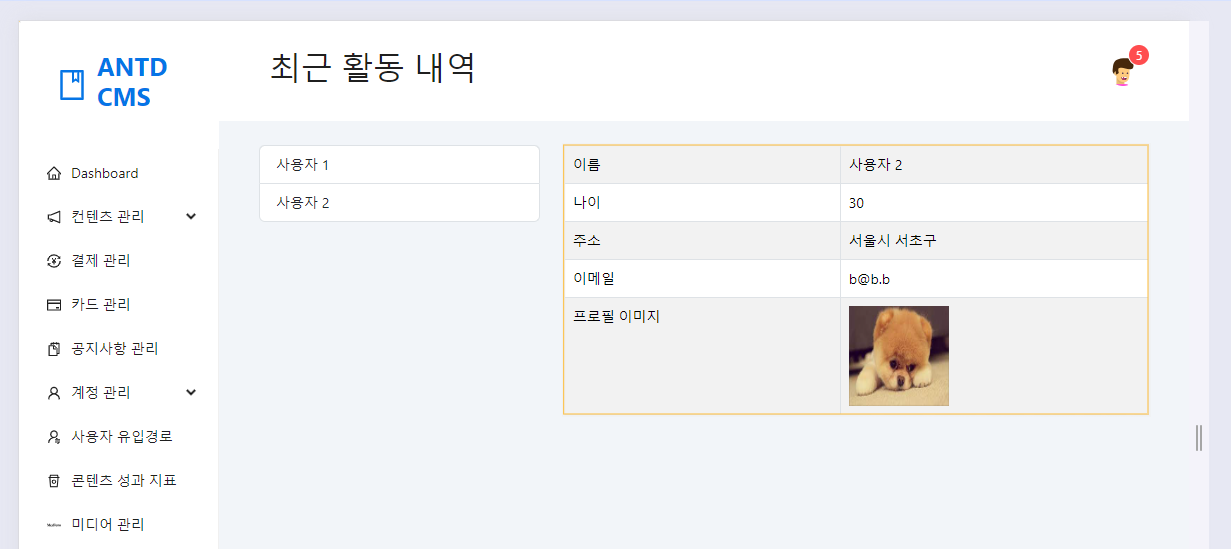 ANTD
CMS
최근 활동 내역
5
Dashboard
컨텐츠 관리
결제 관리
카드 관리
공지사항 관리
계정 관리
사용자 유입경로
콘텐츠 성과 지표
미디어 관리
사용자 1
사용자 2
이름 사용자 2
나이 30
주소 서울시 서초구
이메일 b@b.b
프로필 이미지